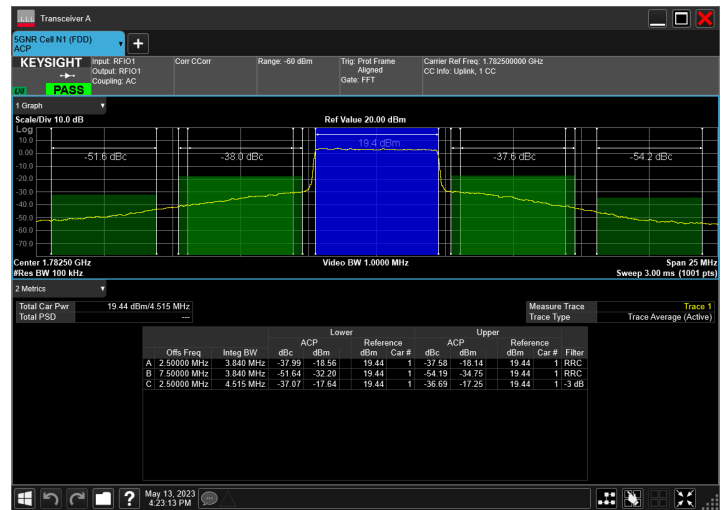 Transceiver A
5GNR Cell N1 (FDD)
ACP
KEYSIGHT
LXI
PASS
Input: RFIO1
Output: RFIO1
Coupling: AC
Corr CCorr
Range: -60 dBm
Trig: Prot Frame
Aligned
Gate: FFT
Carrier Ref Freq: 1.782500000 GHz
CC Info: Uplink, 1 CC
1 Graph
Scale/Div 10.0 dB
Ref Value 20.00 dBm
Log
10.0
0.00
-10.0
-20.0
-30.0
-40.0
-50.0
-60.0
-70.0
-51.6 dBc
-38.0 dBc
19.4 dBm
-37.6 dBc
-54.2 dBc
Center 1.78250 GHz
Video BW 1.0000 MHz
Span 25 MHz
#Res BW 100 kHz
Sweep 3.00 ms (1001 pts)
2 Metrics
Total Car Pwr 19.44 dBm/4.515 MHz
Total PSD ---
Measure Trace Trace 1
Trace Type Trace Average (Active)
Lower Upper
ACP Reference ACP Reference
Offs Freq Integ BW dBc dBm dBm Car # dBc dBm dBm Car # Filter
A 2.50000 MHz 3.840 MHz -37.99 -18.56 19.44 1 -37.58 -18.14 19.44 1 RRC
B 7.50000 MHz 3.840 MHz -51.64 -32.20 19.44 1 -54.19 -34.75 19.44 1 RRC
C 2.50000 MHz 4.515 MHz -37.07 -17.64 19.44 1 -36.69 -17.25 19.44 1 -3 dB
?
May 13, 2023
4:23:13 PM